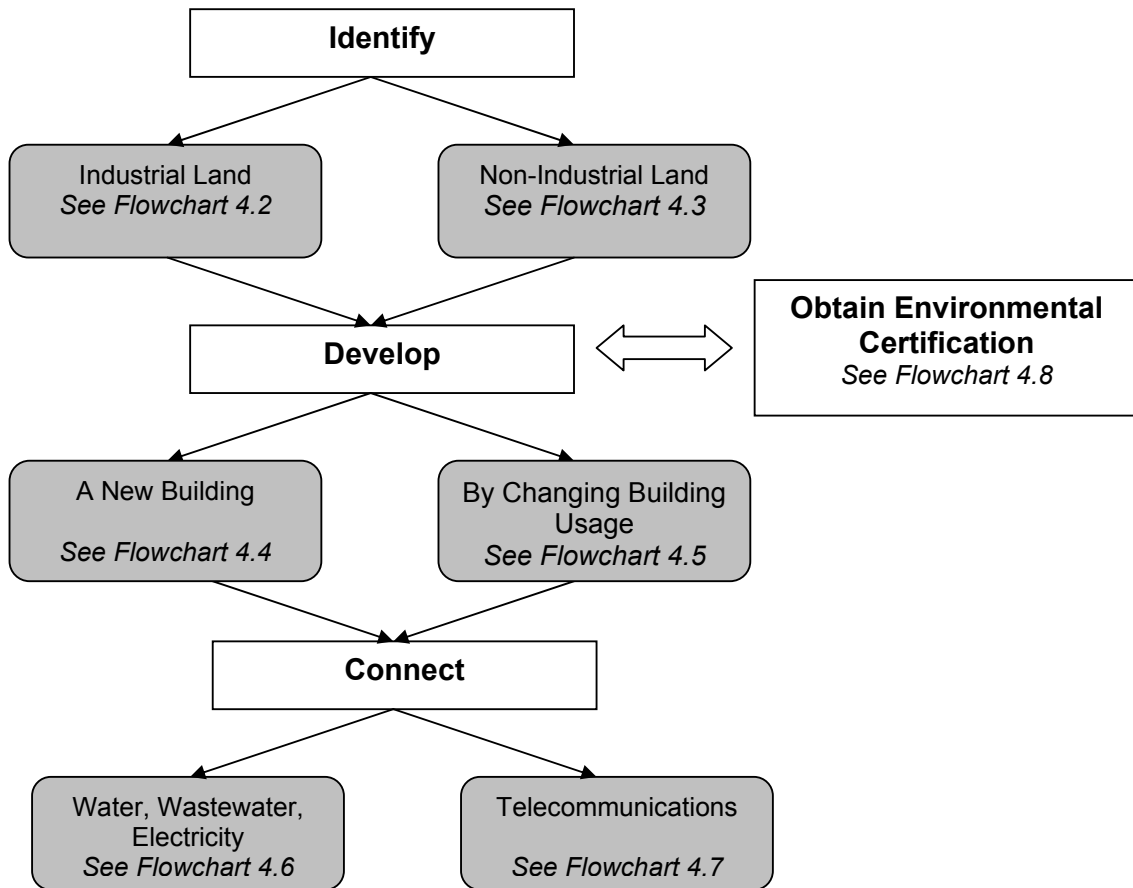 Identify
Industrial Land
See Flowchart 4.2
Non-Industrial Land
See Flowchart 4.3
Develop
Obtain Environmental
Certification
See Flowchart 4.8
A New Building
See Flowchart 4.4
By Changing Building
Usage
See Flowchart 4.5
Connect
Water, Wastewater,
Electricity
See Flowchart 4.6
Telecommunications
See Flowchart 4.7